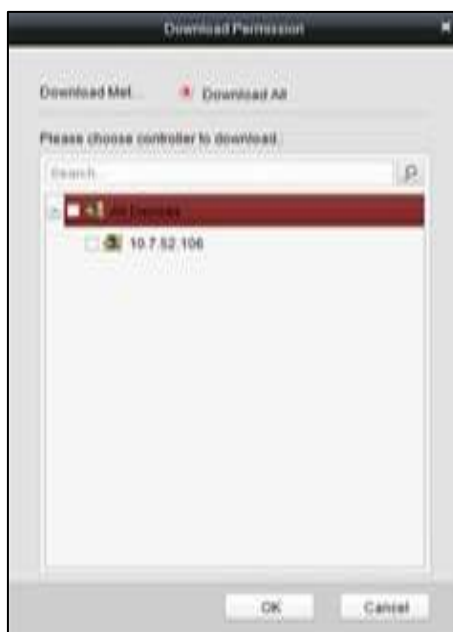 Download Permission
Download Met... Download All
Please choose controller to download.
Search...
All Devices
10.7.52.106
OK Cancel